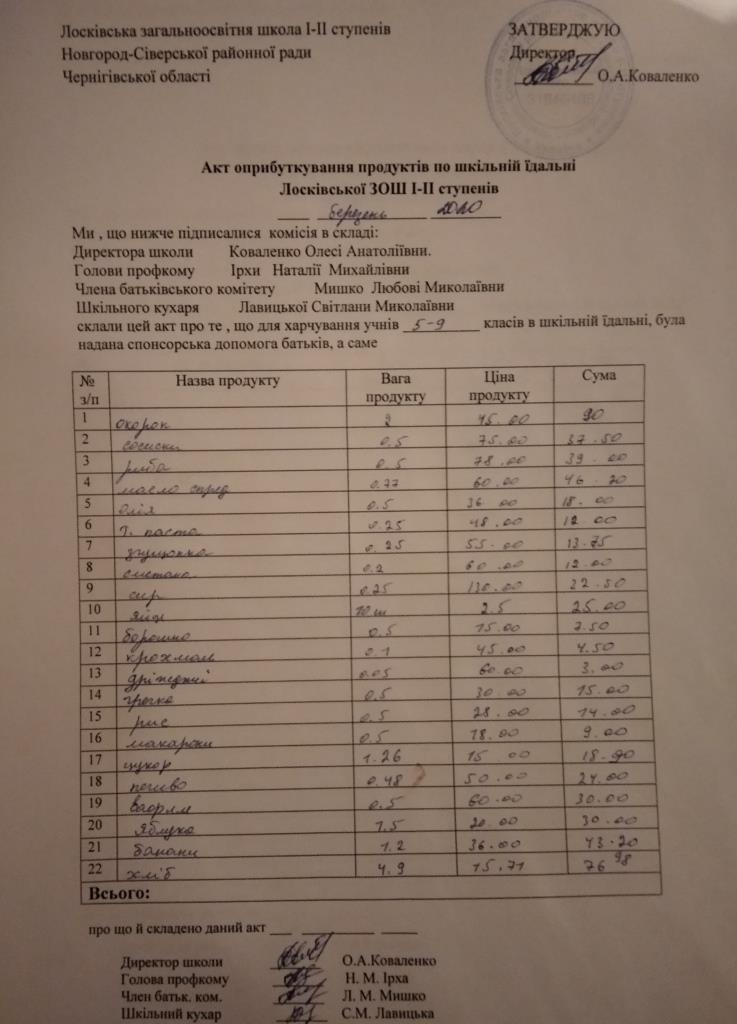 Лосківська загальноосвітня школа І-ІІ ступенів
Новгород-Сіверської районної ради
Чернігівської області
ЗАТВЕРДЖУЮ
Директор
О.А.Коваленко
Акт оприбуткування продуктів по шкільній їдальні
Лосківської ЗОШ І-ІІ ступенів
березень 2020
Ми , що нижче підписалися комісія в складі:
Директора школи Коваленко Олесі Анатоліївни.
Голови профкому Ірхи Наталії Михайлівни
Члена батьківського комітету Мишко Любові Миколаївни
Шкільного кухаря Лавицької Світлани Миколаївни
склали цей акт про те , що для харчування учнів 5-9 класів в шкільній їдальні, була
надана спонсорська допомога батьків, а саме
№ з/п Назва продукту Вага продукту Ціна продукту Сума
1 окорок 2 45.00 90
2 сосиски 0.5 75.00 37.50
3 риба 0.5 78.00 39.00
4 масло спред 0.77 60.00 46.20
5 олія 0.5 36.00 18.00
6 т. паста 0.25 48.00 12.00
7 згущонка 0.25 55.00 13.75
8 сметана 0.2 60.00 12.00
9 сир 0.25 130.00 32.50
10 яйця 10 ш 2.5 25.00
11 борошно 0.5 15.00 7.50
12 крохмаль 0.1 45.00 4.50
13 дріжджі 0.05 60.00 3.00
14 гречка 0.5 30.00 15.00
15 рис 0.5 28.00 14.00
16 макарони 0.5 18.00 9.00
17 цукор 1.26 15 00 18.90
18 печиво 0.48 50.00 24.00
19 вафлі 0.5 60.00 30.00
20 яблука 1.5 20.00 30.00
21 банани 1.2 36.00 43.20
22 хліб 4.9 15.71 76 98
Всього:
про що й складено даний акт
Директор школи О.А.Коваленко
Голова профкому Н. М. Ірха
Член батьк. ком. Л. М. Мишко
Шкільний кухар С.М. Лавицька